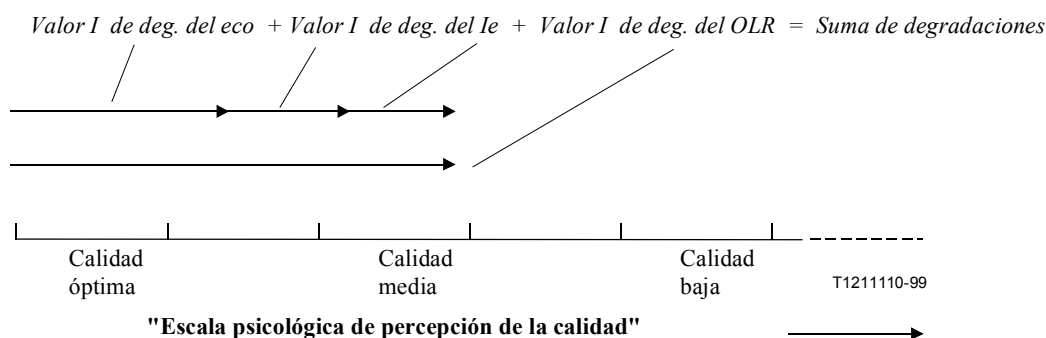 Valor I de deg. del eco + Valor I de deg. del Ie + Valor I de deg. del OLR = Suma de degradaciones
Calidad óptima
Calidad media
Calidad baja
T1211110-99
"Escala psicológica de percepción de la calidad"